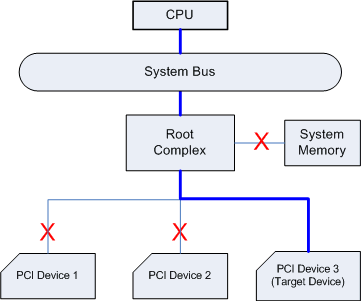 CPU
System Bus
Root
Complex
System
Memory
X
X
X
PCI Device 1
PCI Device 2
PCI Device 3
(Target Device)